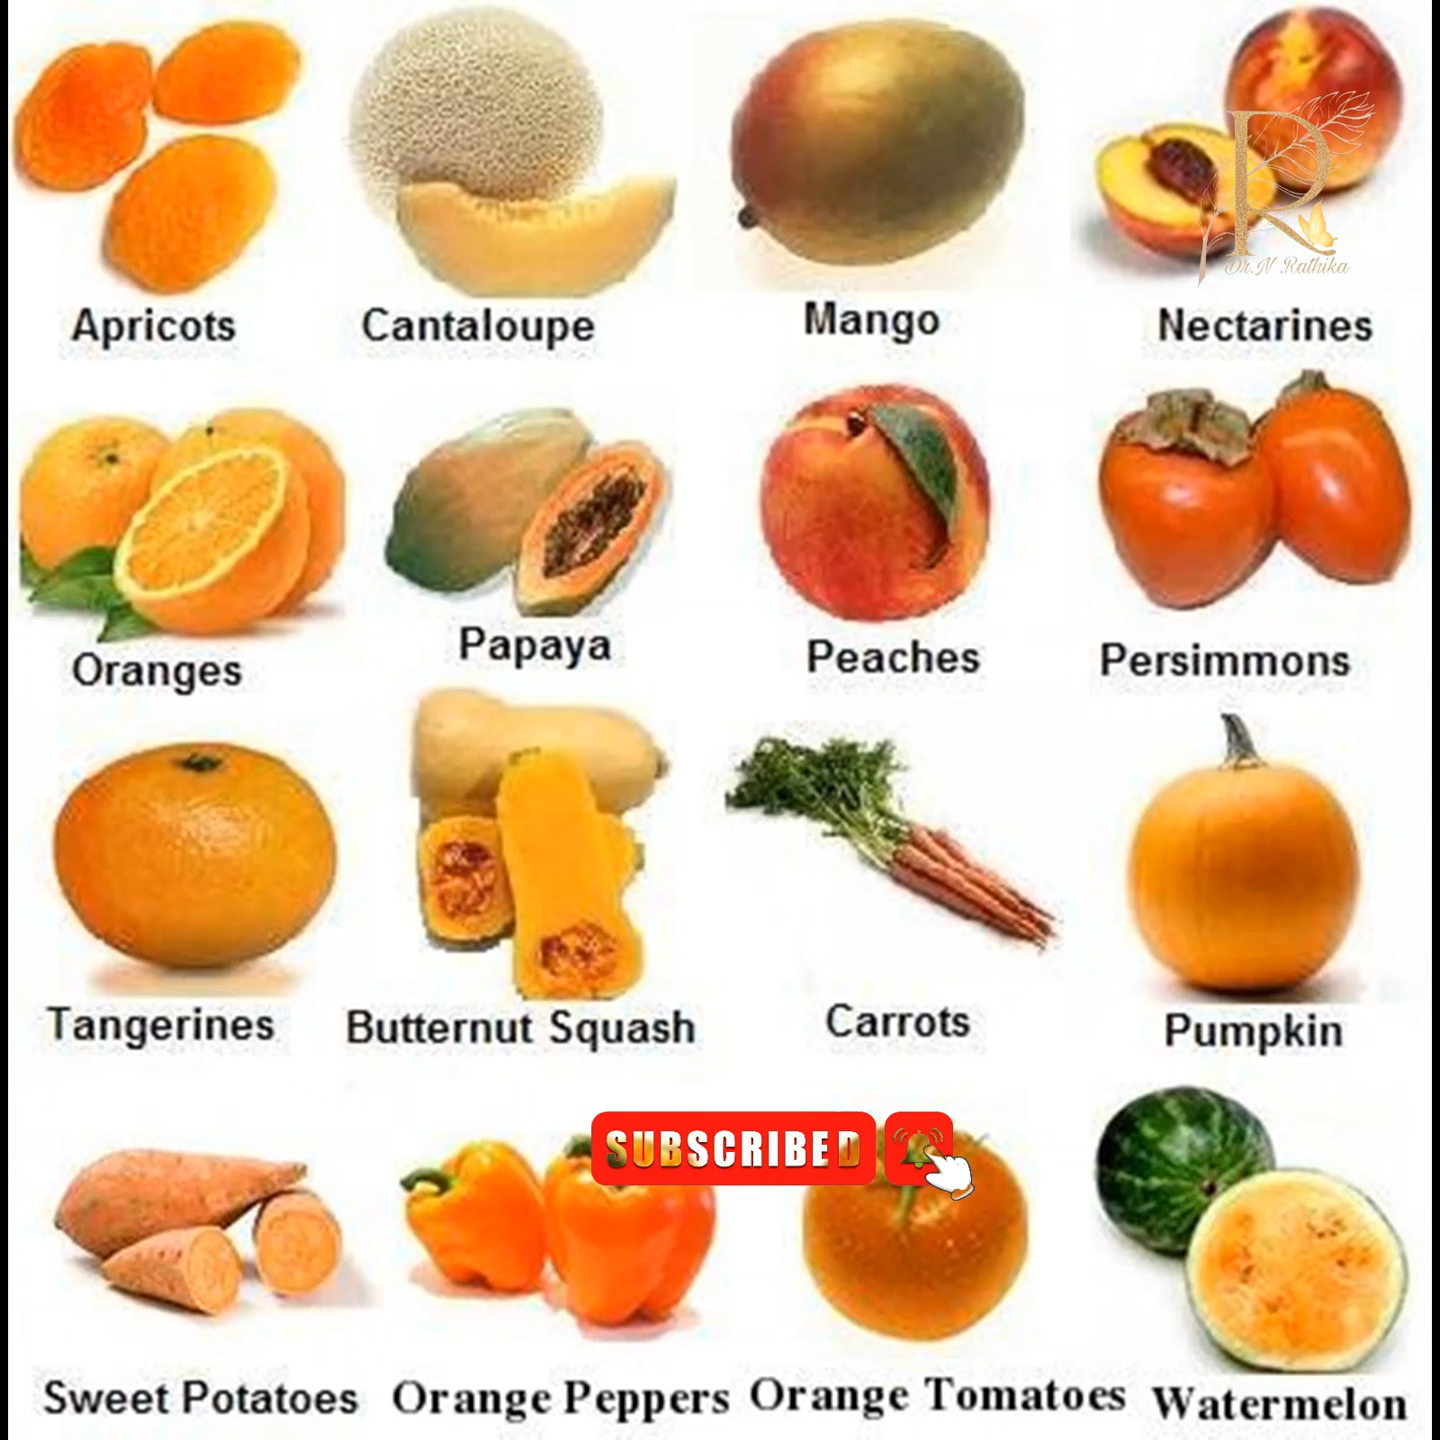 R
Dr.N Rathika
Apricots
Cantaloupe
Mango
Nectarines
Oranges
Papaya
Peaches
Persimmons
Tangerines
Butternut Squash
Carrots
Pumpkin
SUBSCRIBED
Sweet Potatoes
Orange Peppers
Orange Tomatoes
Watermelon